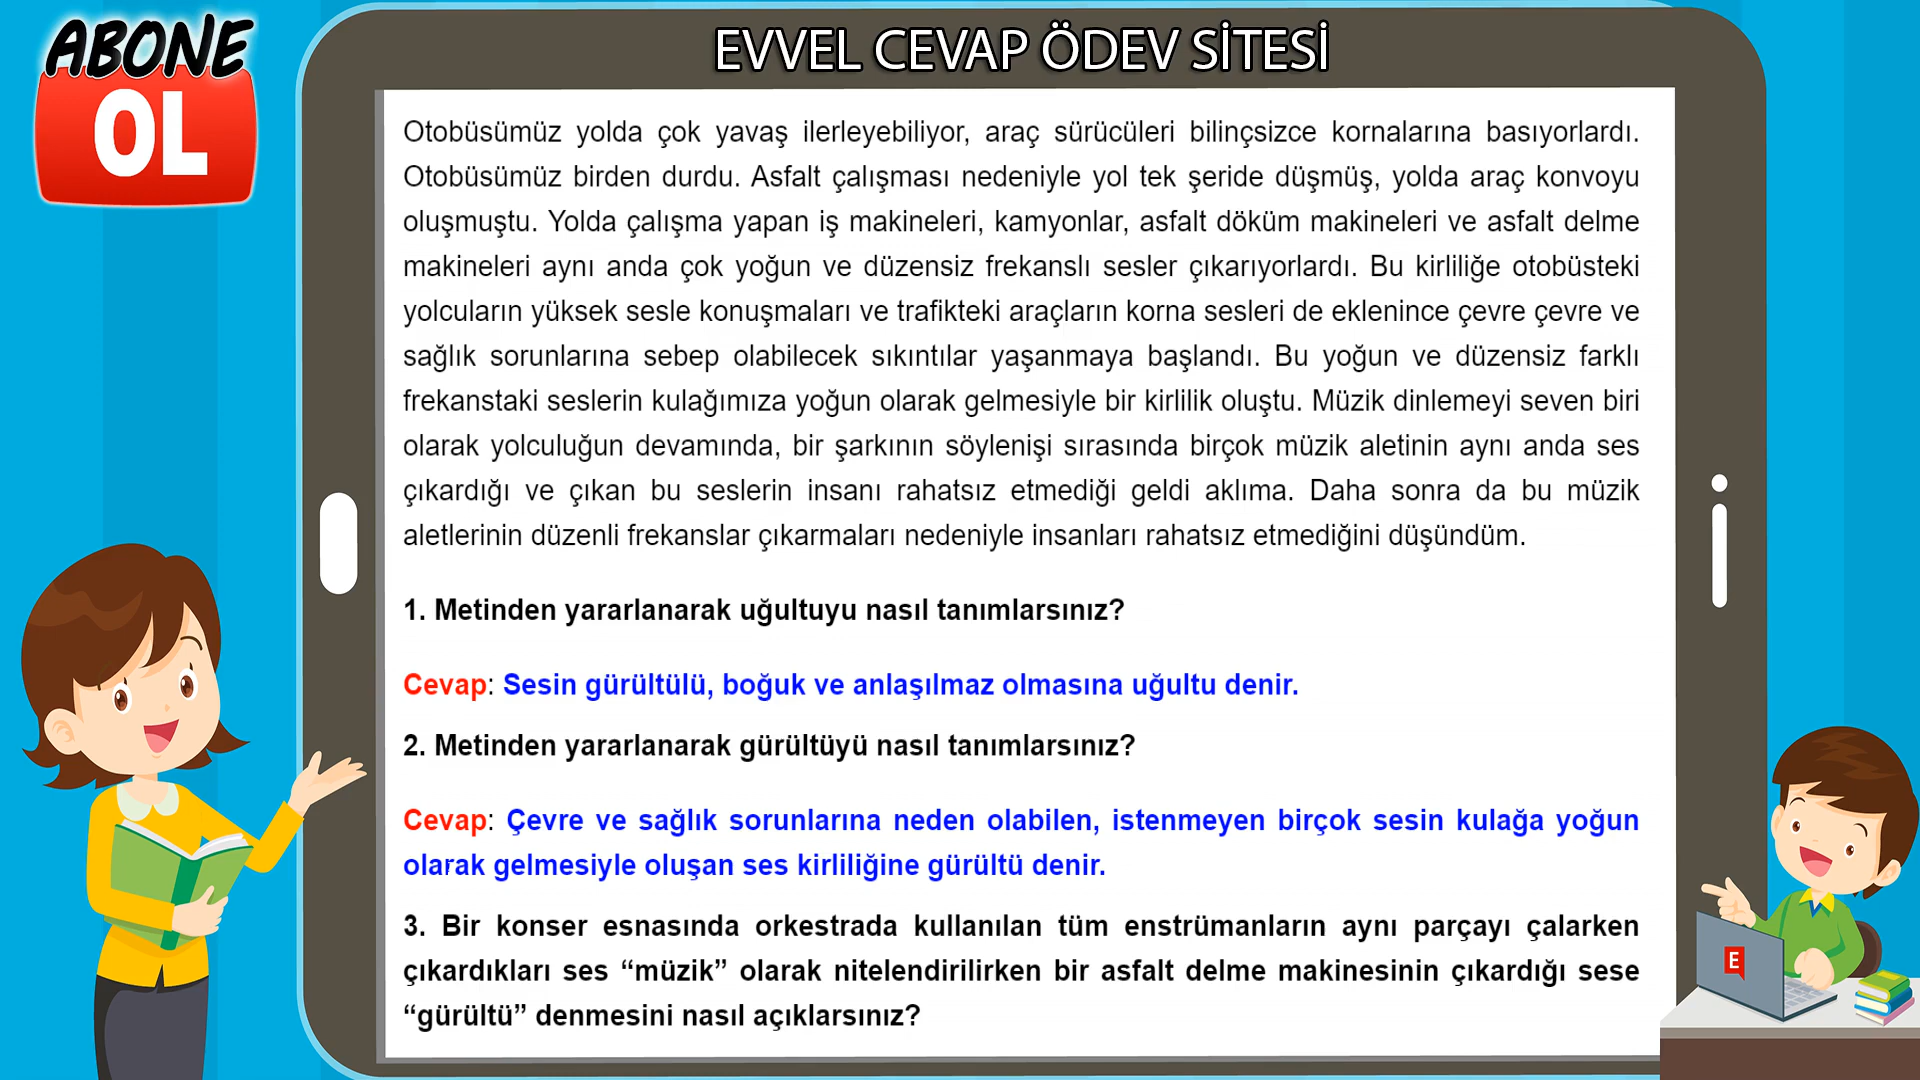 ABONE
OL
EVVEL CEVAP ÖDEV SİTESİ
Otobüsümüz yolda çok yavaş ilerleyebiliyor, araç sürücüleri bilinçsizce kornalarına basıyorlardı.
Otobüsümüz birden durdu. Asfalt çalışması nedeniyle yol tek şeride düşmüş, yolda araç konvoyu
oluşmuştu. Yolda çalışma yapan iş makineleri, kamyonlar, asfalt döküm makineleri ve asfalt delme
makineleri aynı anda çok yoğun ve düzensiz frekanslı sesler çıkarıyorlardı. Bu kirliliğe otobüsteki
yolcuların yüksek sesle konuşmaları ve trafikteki araçların korna sesleri de eklenince çevre çevre ve
sağlık sorunlarına sebep olabilecek sıkıntılar yaşanmaya başlandı. Bu yoğun ve düzensiz farklı
frekanstaki seslerin kulağımıza yoğun olarak gelmesiyle bir kirlilik oluştu. Müzik dinlemeyi seven biri
olarak yolculuğun devamında, bir şarkının söylenişi sırasında birçok müzik aletinin aynı anda ses
çıkardığı ve çıkan bu seslerin insanı rahatsız etmediği geldi aklıma. Daha sonra da bu müzik
aletlerinin düzenli frekanslar çıkarmaları nedeniyle insanları rahatsız etmediğini düşündüm.
1. Metinden yararlanarak uğultuyu nasıl tanımlarsınız?
Cevap: Sesin gürültülü, boğuk ve anlaşılmaz olmasına uğultu denir.
2. Metinden yararlanarak gürültüyü nasıl tanımlarsınız?
Cevap: Çevre ve sağlık sorunlarına neden olabilen, istenmeyen birçok sesin kulağa yoğun
olarak gelmesiyle oluşan ses kirliliğine gürültü denir.
3. Bir konser esnasında orkestrada kullanılan tüm enstrümanların aynı parçayı çalarken
çıkardıkları ses “müzik” olarak nitelendirilirken bir asfalt delme makinesinin çıkardığı sese
“gürültü” denmesini nasıl açıklarsınız?
E